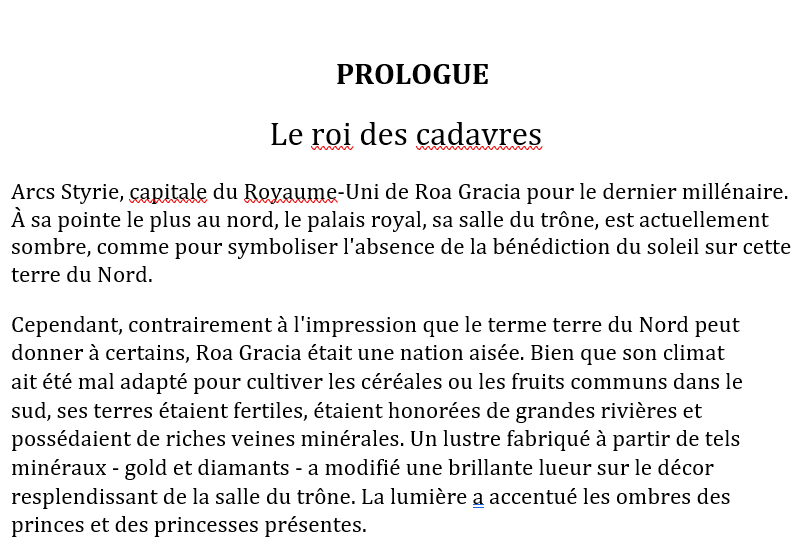 PROLOGUE
Le roi des cadavres
Arcs Styrie, capitale du Royaume-Uni de Roa Gracia pour le dernier millénaire.
À sa pointe le plus au nord, le palais royal, sa salle du trône, est actuellement
sombre, comme pour symboliser l'absence de la bénédiction du soleil sur cette
terre du Nord.
Cependant, contrairement à l'impression que le terme terre du Nord peut
donner à certains, Roa Gracia était une nation aisée. Bien que son climat
ait été mal adapté pour cultiver les céréales ou les fruits communs dans le
sud, ses terres étaient fertiles, étaient honorées de grandes rivières et
possédaient de riches veines minérales. Un lustre fabriqué à partir de tels
minéraux - gold et diamants - a modifié une brillante lueur sur le décor
resplendissant de la salle du trône. La lumière a accentué les ombres des
princes et des princesses présentes.